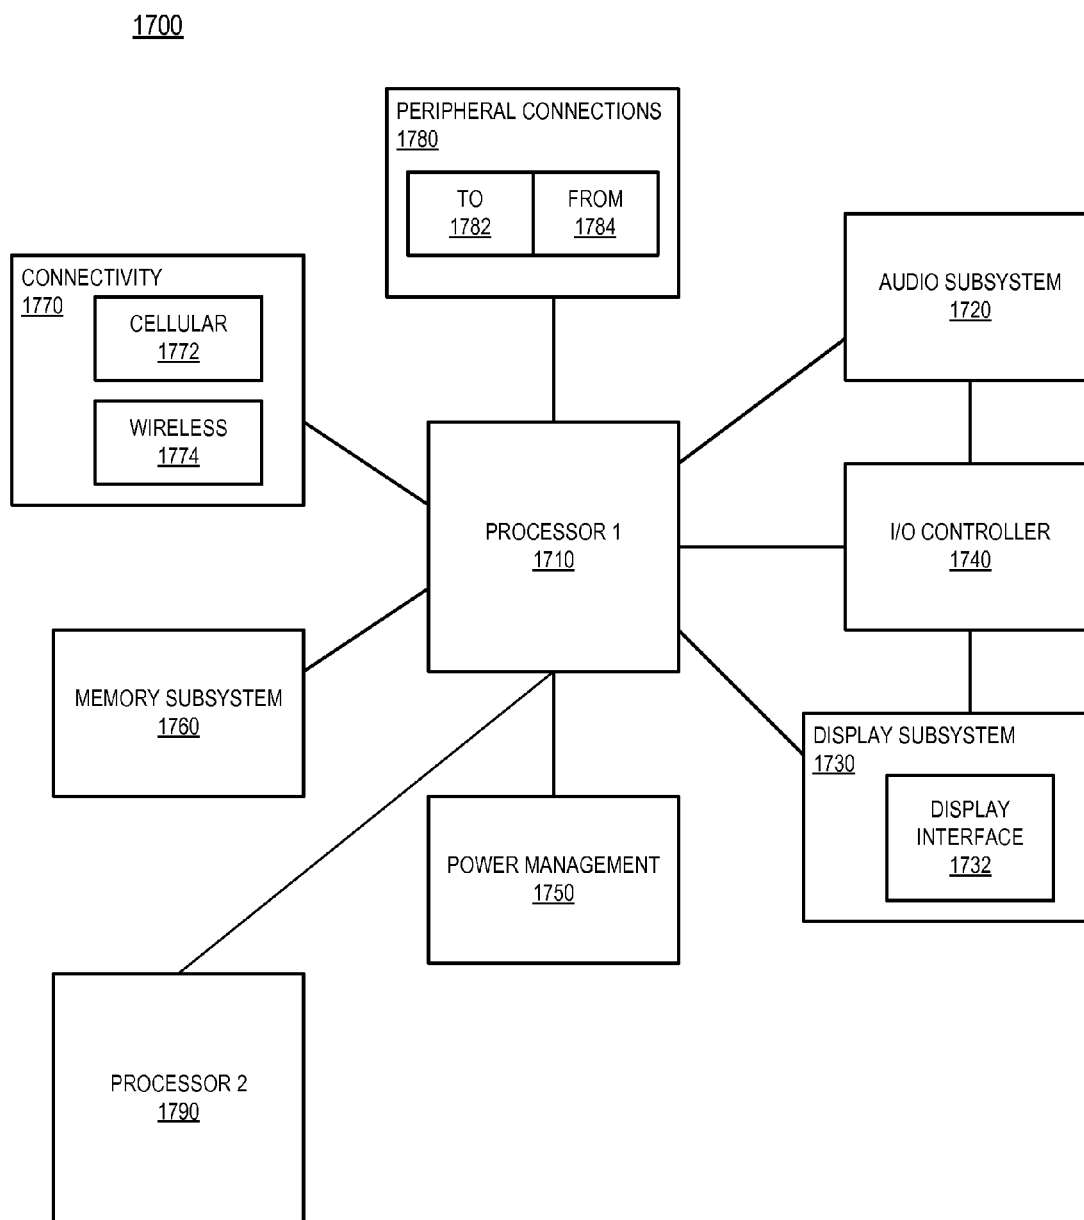 1700
PERIPHERAL CONNECTIONS
1780
TO
1782
FROM
1784
AUDIO SUBSYSTEM
1720
CONNECTIVITY
1770
CELLULAR
1772
WIRELESS
1774
PROCESSOR 1
1710
I/O CONTROLLER
1740
MEMORY SUBSYSTEM
1760
DISPLAY SUBSYSTEM
1730
DISPLAY
INTERFACE
1732
POWER MANAGEMENT
1750
PROCESSOR 2
1790